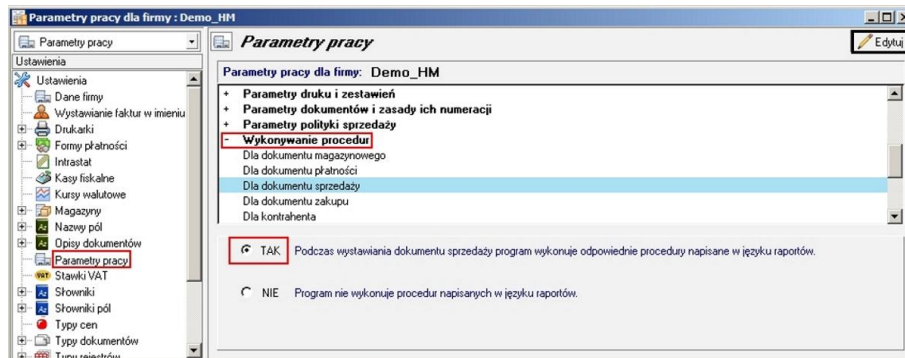 Parametry pracy dla firmy : Demo_HM
Parametry pracy
Ustawienia
Ustawienia
Dane firmy
Wystawianie faktur w imieniu
Drukarki
Formy płatności
Intrastat
Kasy fiskalne
Kursy walutowe
Magazyny
Nazwy pól
Opisy dokumentów
Parametry pracy
Stawki VAT
Słowniki
Słowniki pól
Typy cen
Typy dokumentów
Typy rejestrów
Parametry pracy
Edytuj
Parametry pracy dla firmy: Demo_HM
+ Parametry druku i zestawień
+ Parametry dokumentów i zasady ich numeracji
+ Parametry polityki sprzedaży
- Wykonywanie procedur
Dla dokumentu magazynowego
Dla dokumentu płatności
Dla dokumentu sprzedaży
Dla dokumentu zakupu
Dla kontrahenta
TAK Podczas wystawiania dokumentu sprzedaży program wykonuje odpowiednie procedury napisane w języku raportów.
NIE Program nie wykonuje procedur napisanych w języku raportów.